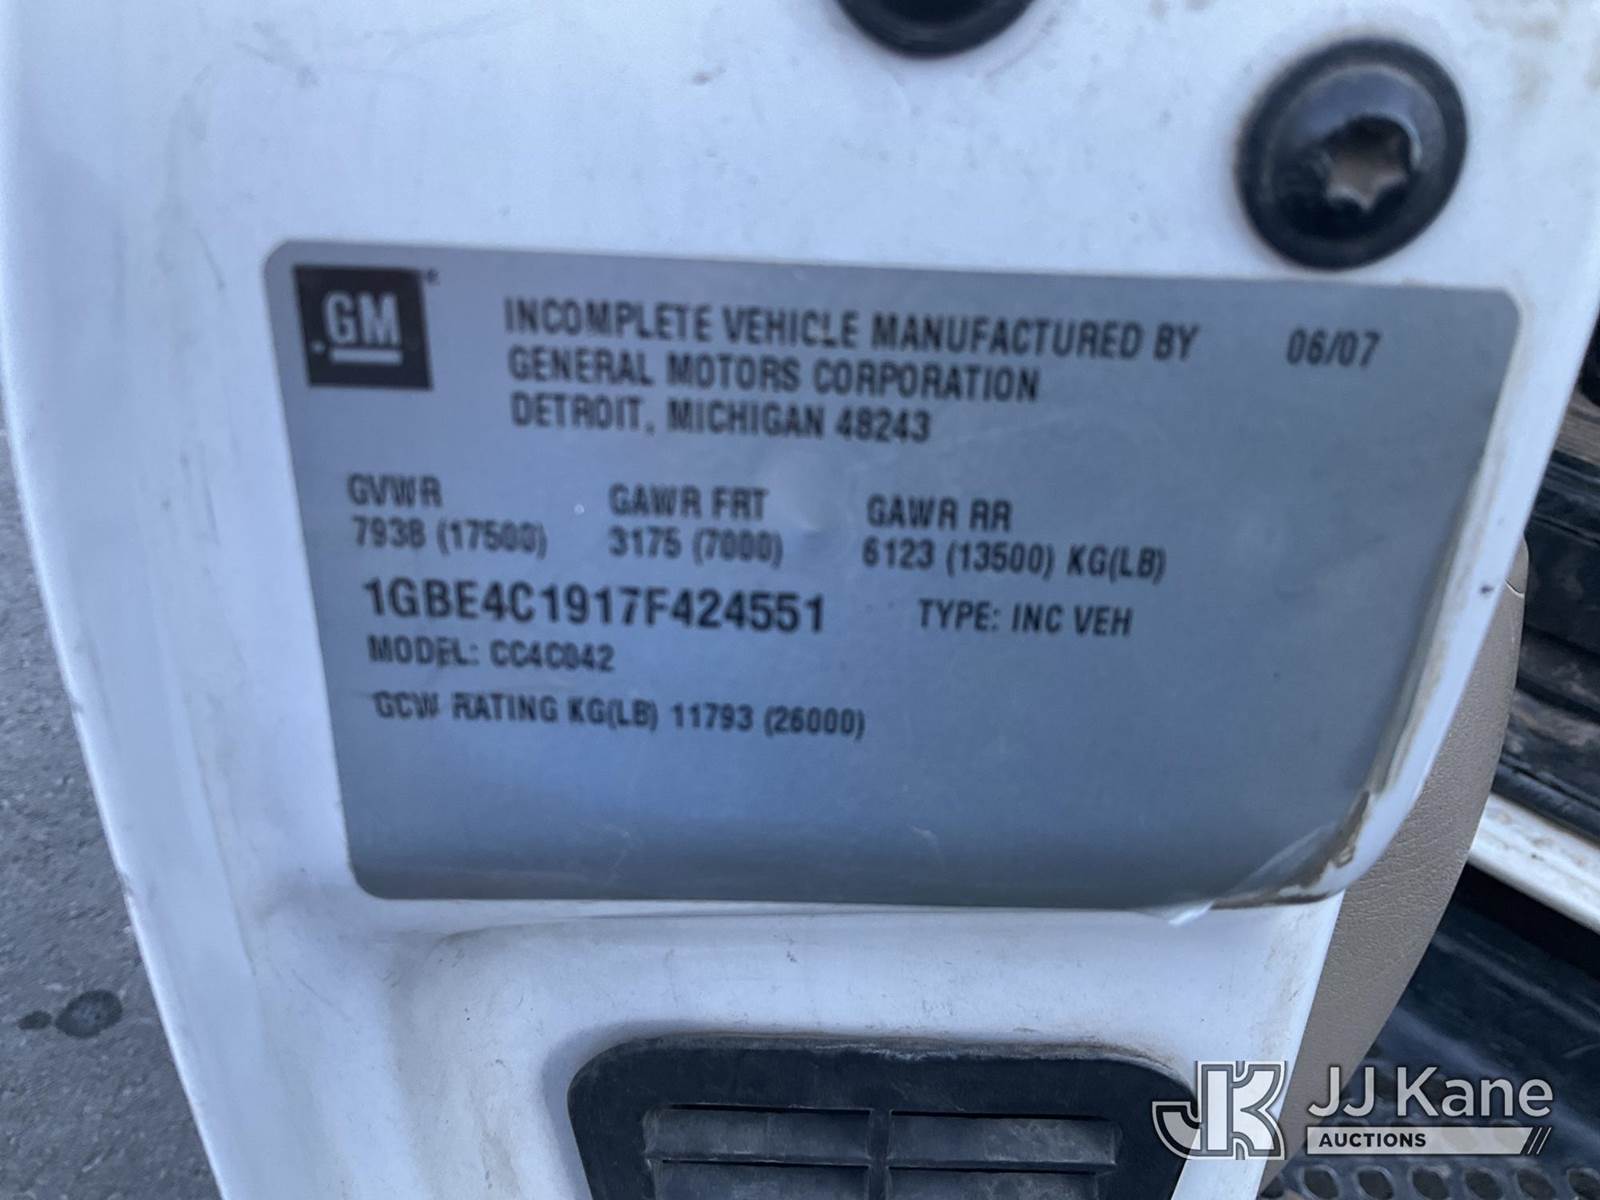 GM®
INCOMPLETE VEHICLE MANUFACTURED BY 06/07
GENERAL MOTORS CORPORATION
DETROIT, MICHIGAN 48243
GVWR GAWR FRT GAWR RR
7938 (17500) 3175 (7000) 6123 (13500) KG(LB)
1GBE4C1917F424551 TYPE: INC VEH
MODEL: CC4C042
GCW RATING KG(LB) 11793 (26000)
JK JJ Kane
AUCTIONS